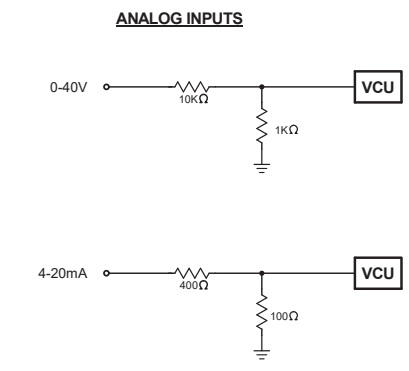 ANALOG INPUTS
0-40V
10KΩ
VCU
1KΩ
4-20mA
400Ω
VCU
100Ω